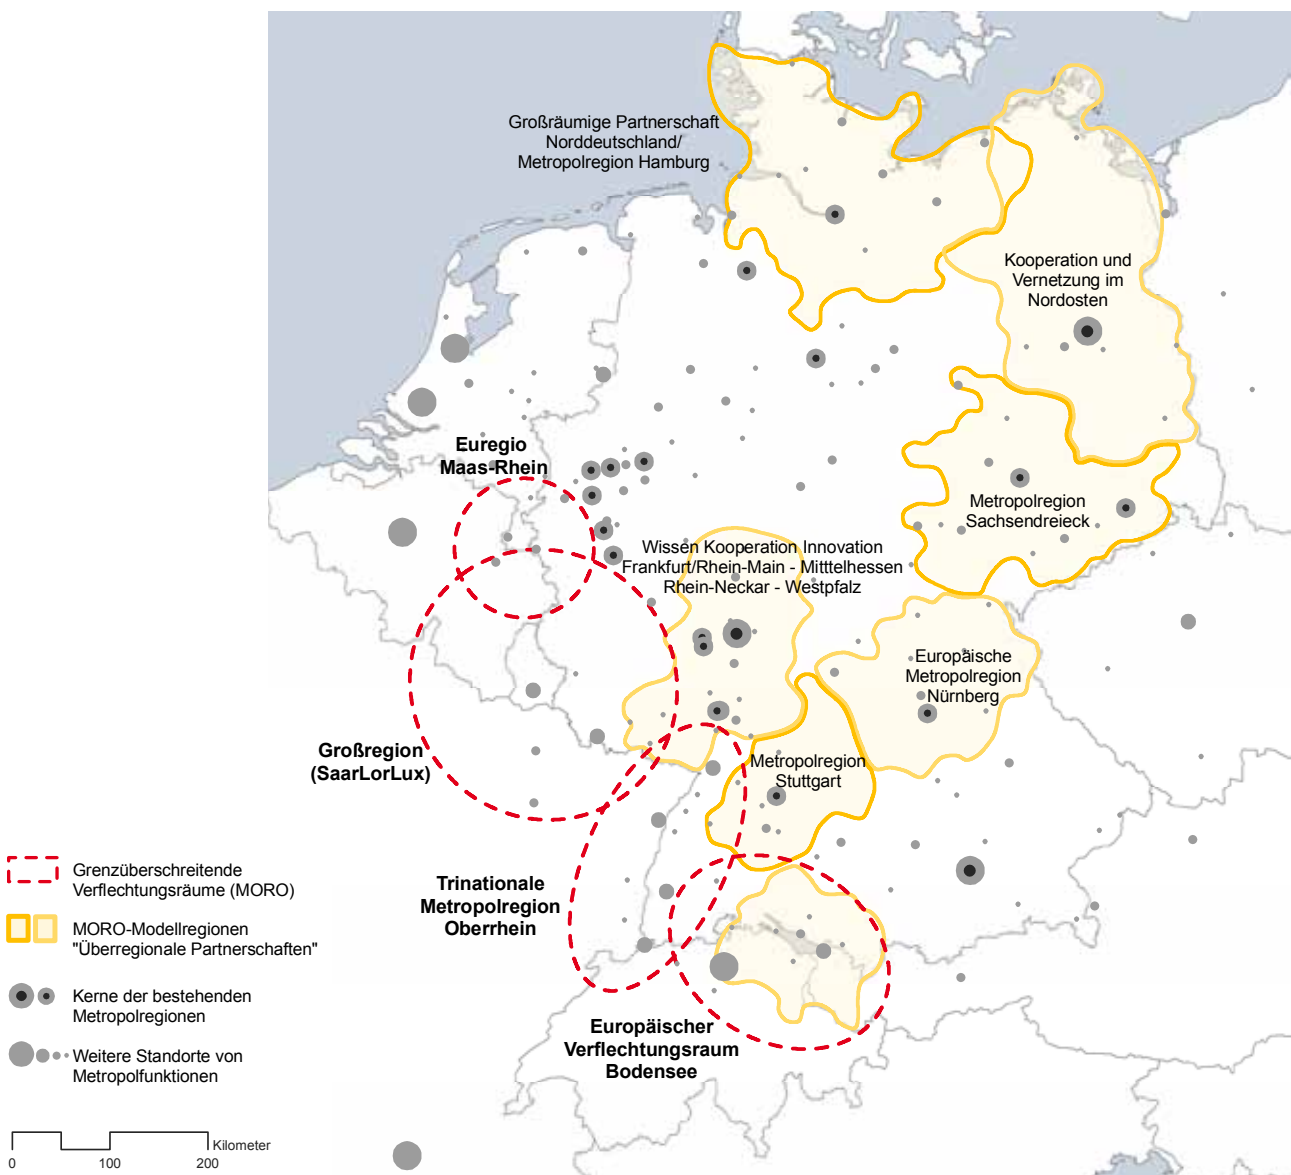 Großräumige Partnerschaft
Norddeutschland/
Metropolregion Hamburg
Kooperation und
Vernetzung im
Nordosten
Euregio
Maas-Rhein
Metropolregion
Sachsendreieck
Wissen Kooperation Innovation
Frankfurt/Rhein-Main - Mitttelhessen
Rhein-Neckar - Westpfalz
Europäische
Metropolregion
Nürnberg
Großregion
(SaarLorLux)
Metropolregion
Stuttgart
Trinationale
Metropolregion
Oberrhein
Europäischer
Verflechtungsraum
Bodensee
Grenzüberschreitende
Verflechtungsräume (MORO)
MORO-Modellregionen
"Überregionale Partnerschaften"
Kerne der bestehenden
Metropolregionen
Weitere Standorte von
Metropolfunktionen
Kilometer
0 100 200